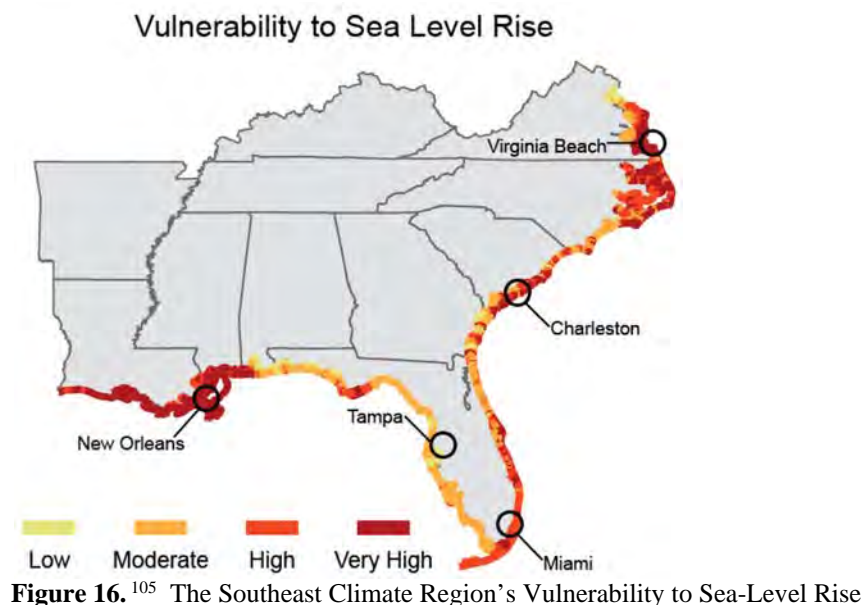 Vulnerability to Sea Level Rise
Virginia Beach
Charleston
Tampa
New Orleans
Miami
Low Moderate High Very High
Figure 16. 105 The Southeast Climate Region's Vulnerability to Sea-Level Rise